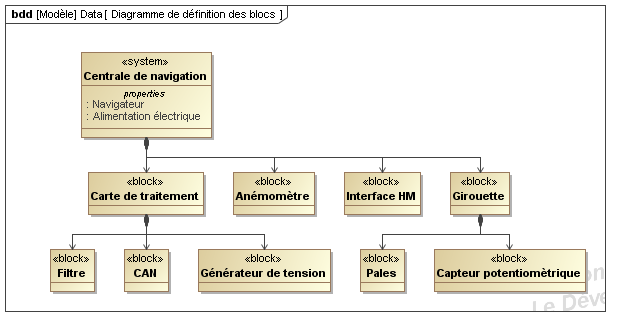 bdd [Modèle] Data [ Diagramme de définition des blocs ]
«system»
Centrale de navigation
properties
: Navigateur
: Alimentation électrique
«block» «block» «block» «block»
Carte de traitement Anémomètre Interface HM Girouette
«block» «block» «block» «block» «block»
Filtre CAN Générateur de tension Pales Capteur potentiomètrique
Le Déve